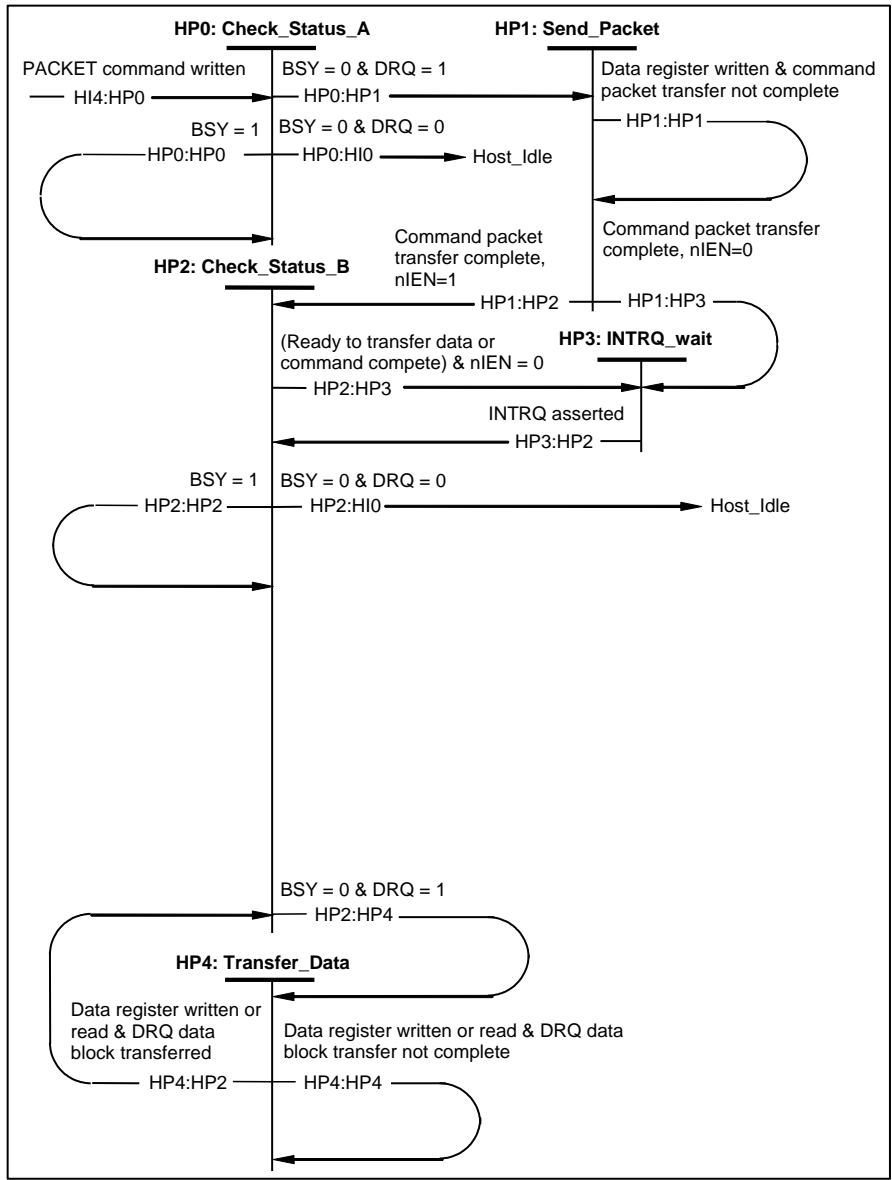 HP0: Check_Status_A
HP1: Send_Packet
PACKET command written
BSY = 0 & DRQ = 1
Data register written & command
packet transfer not complete
HI4:HP0
HP0:HP1
HP1:HP1
BSY = 1
BSY = 0 & DRQ = 0
HP0:HP0
HP0:HI0
Host_Idle
Command packet
transfer complete,
nIEN=1
Command packet transfer
complete, nIEN=0
HP2: Check_Status_B
HP1:HP2
HP1:HP3
(Ready to transfer data or
command compete) & nIEN = 0
HP3: INTRQ_wait
HP2:HP3
INTRQ asserted
HP3:HP2
BSY = 1
BSY = 0 & DRQ = 0
HP2:HP2
HP2:HI0
Host_Idle
BSY = 0 & DRQ = 1
HP2:HP4
HP4: Transfer_Data
Data register written or
read & DRQ data
block transferred
Data register written or read & DRQ data
block transfer not complete
HP4:HP2
HP4:HP4